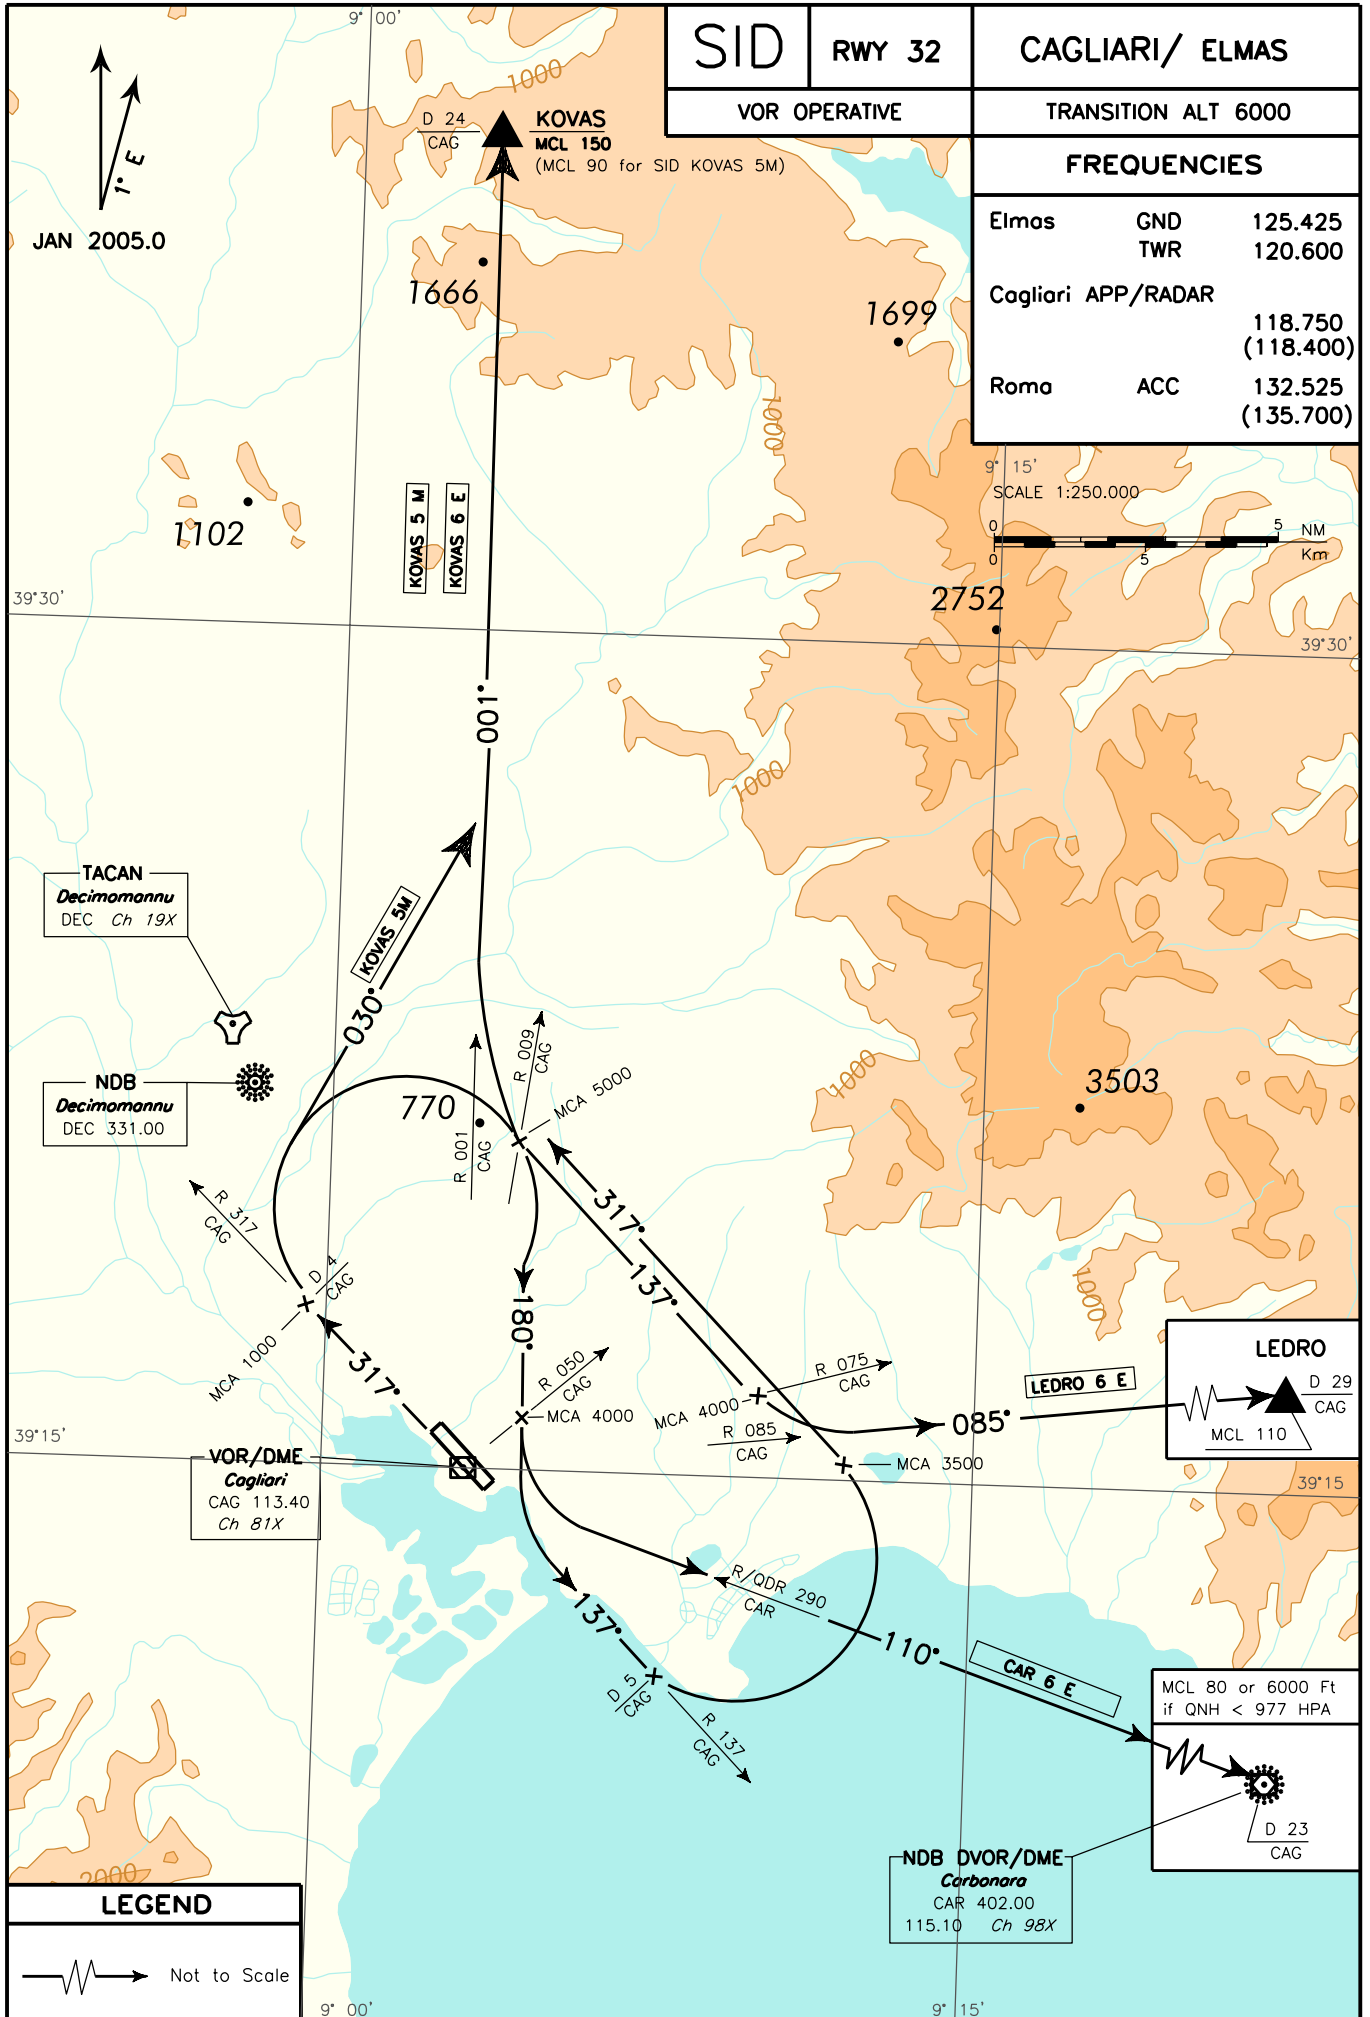 9° 00'
SID
RWY 32
CAGLIARI/ ELMAS
VOR OPERATIVE
TRANSITION ALT 6000
FREQUENCIES
Elmas GND 125.425
TWR 120.600
Cagliari APP/RADAR
118.750
(118.400)
Roma ACC 132.525
(135.700)
1° E
JAN 2005.0
1000
D 24
CAG
KOVAS
MCL 150
(MCL 90 for SID KOVAS 5M)
1666
1699
1000
9° 15'
SCALE 1:250.000
0 5 NM
0 5 Km
1102
KOVAS 5 M
KOVAS 6 E
39°30'
2752
39°30'
001°
1000
TACAN
Decimomannu
DEC Ch 19X
KOVAS 5M
030°
NDB
Decimomannu
DEC 331.00
770
R 001
CAG
R 009
CAG
MCA 5000
1000
3503
R 317
CAG
D 4
CAG
MCA 1000
317°
317°
137°
180°
1000
R 050
CAG
MCA 4000
R 075
CAG
MCA 4000
R 085
CAG
085°
LEDRO 6 E
LEDRO
D 29
CAG
MCL 110
39°15'
MCA 3500
39°15'
VOR/DME
Cagliari
CAG 113.40
Ch 81X
R/QDR 290
CAR
137°
110°
CAR 6 E
D 5
CAG
R 137
CAG
MCL 80 or 6000 Ft
if QNH < 977 HPA
D 23
CAG
NDB DVOR/DME
Carbonara
CAR 402.00
115.10 Ch 98X
2000
LEGEND
Not to Scale
9° 00'
9° 15'